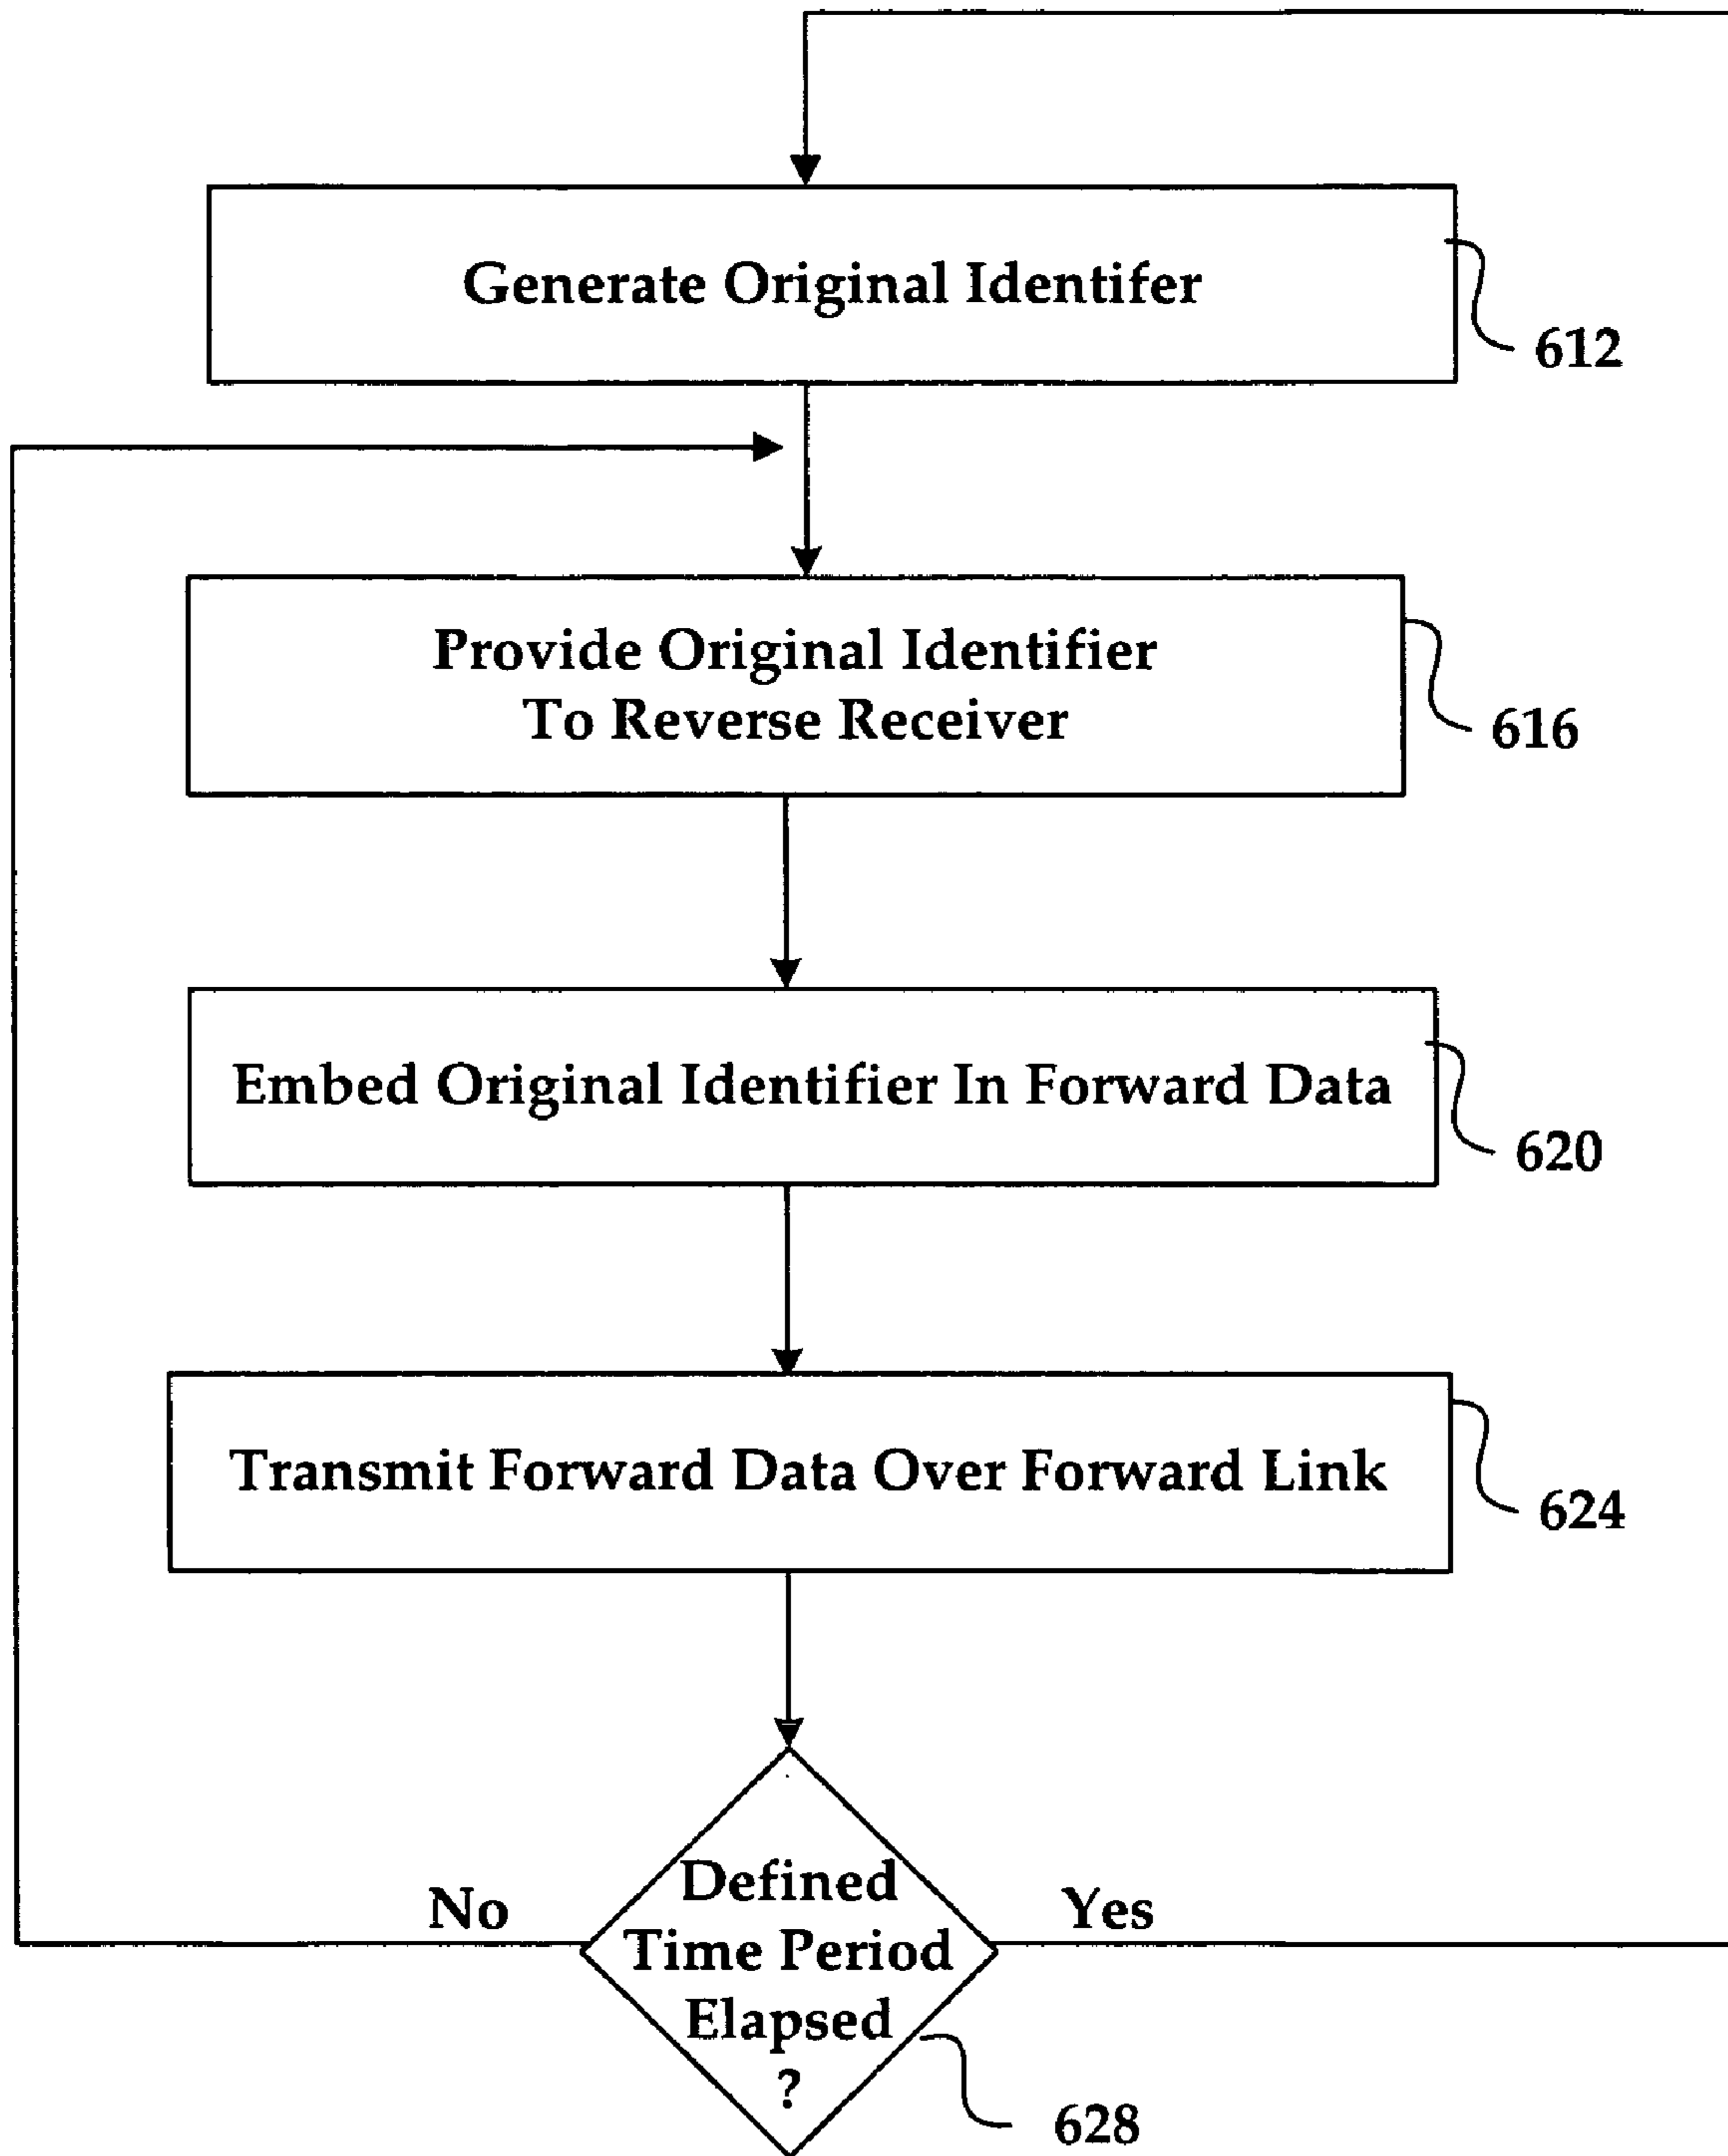 Generate Original Identifer
612
Provide Original Identifier
To Reverse Receiver
616
Embed Original Identifier In Forward Data
620
Transmit Forward Data Over Forward Link
624
No
Defined
Time Period
Elapsed
?
Yes
628